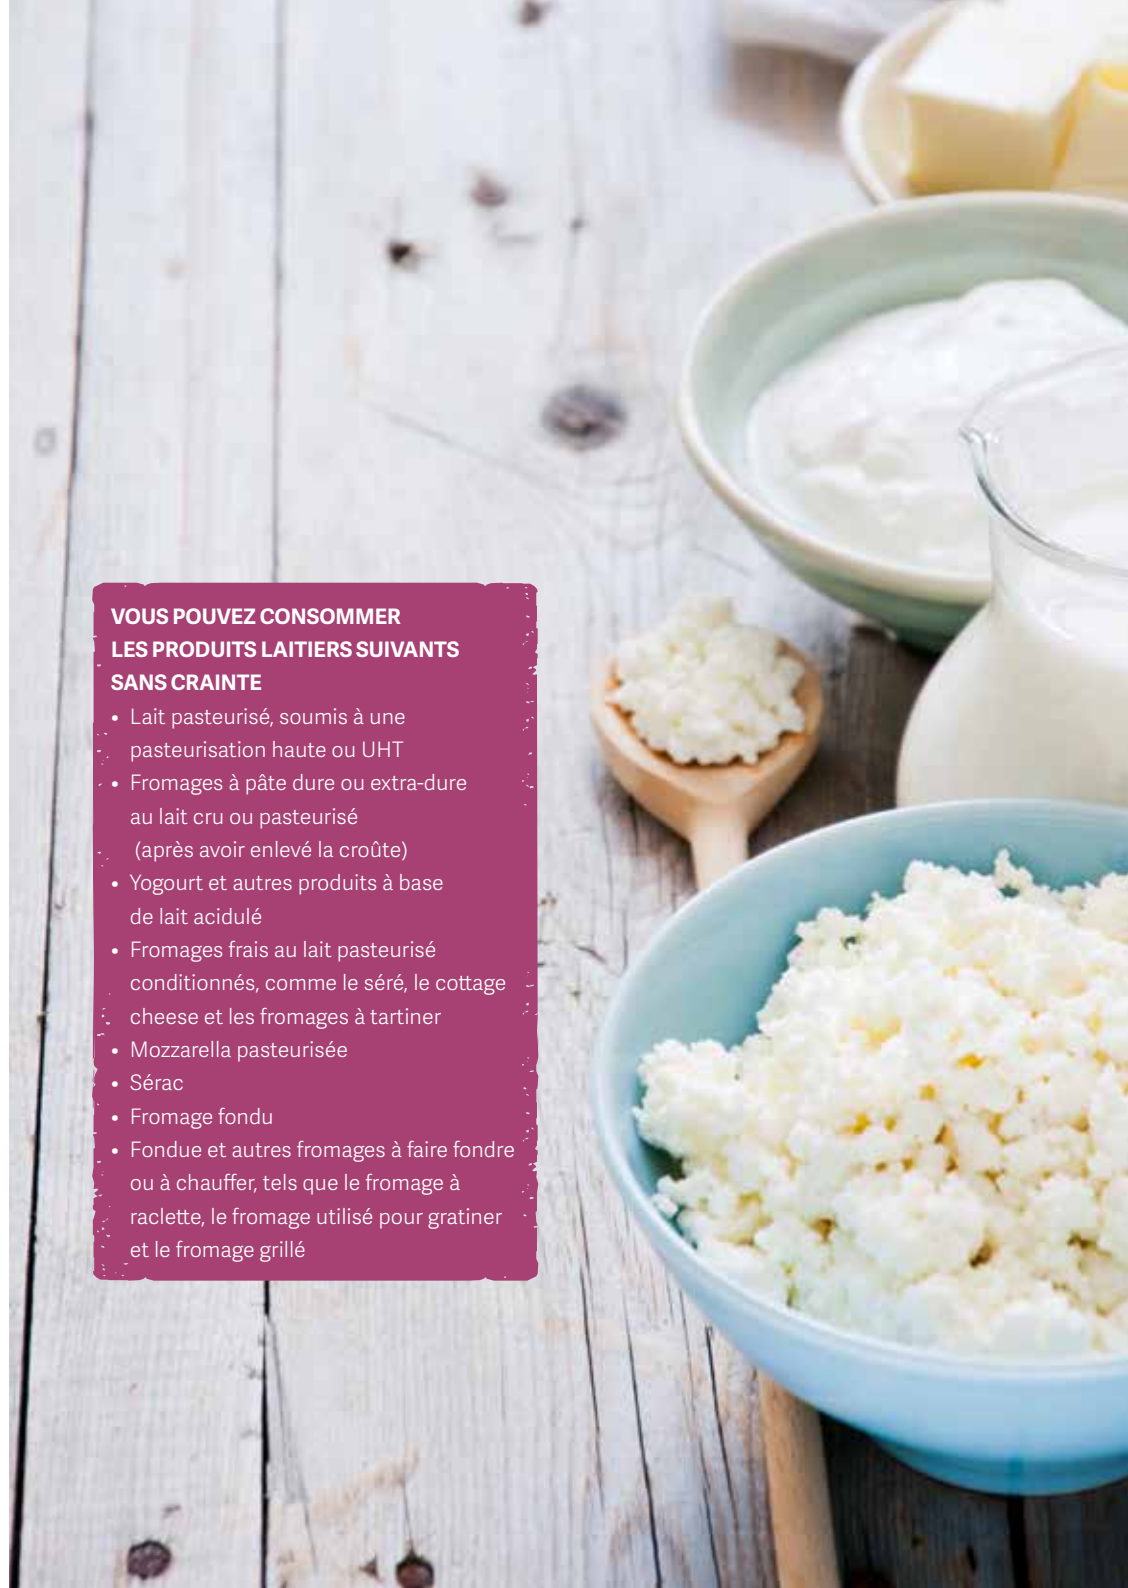 VOUS POUVEZ CONSOMMER
LES PRODUITS LAITIERS SUIVANTS
SANS CRAINTE
• Lait pasteurisé, soumis à une
pasteurisation haute ou UHT
• Fromages à pâte dure ou extra-dure
au lait cru ou pasteurisé
(après avoir enlevé la croûte)
• Yogourt et autres produits à base
de lait acidulé
• Fromages frais au lait pasteurisé
conditionnés, comme le séré, le cottage
cheese et les fromages à tartiner
• Mozzarella pasteurisée
• Sérac
• Fromage fondu
• Fondue et autres fromages à faire fondre
ou à chauffer, tels que le fromage à
raclette, le fromage utilisé pour gratiner
et le fromage grillé